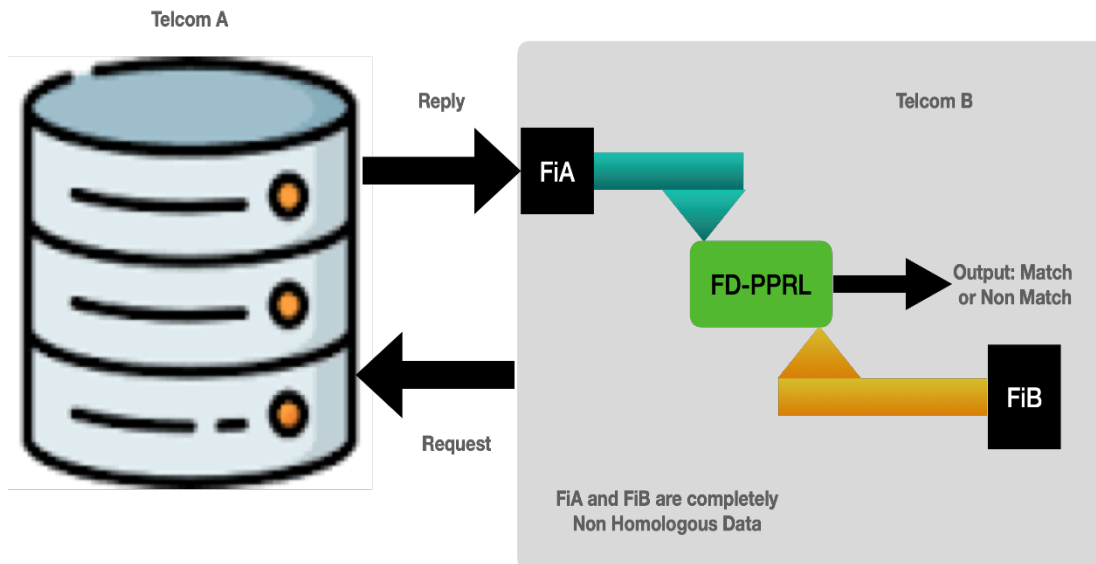 Telcom A
Reply
Telcom B
FiA
FD-PPRL
Output: Match
or Non Match
FiB
Request
FiA and FiB are completely
Non Homologous Data